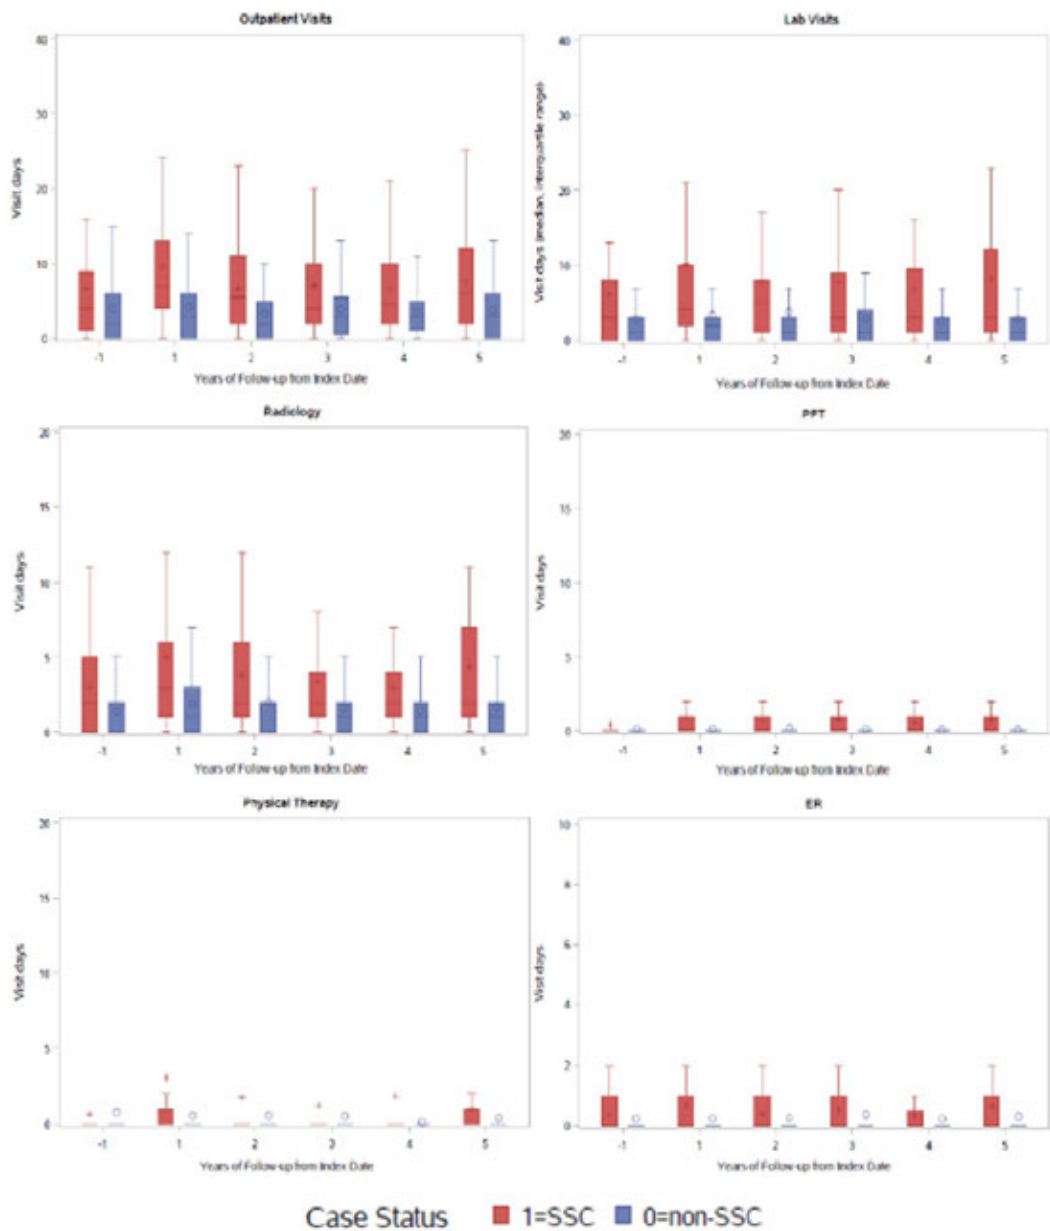 Outpatient Visits
40
30
20
10
0
Visit days
-1 1 2 3 4 5
Years of Follow-up from Index Date
Lab Visits
40
30
20
10
0
Visit days (median, interquartile range)
-1 1 2 3 4 5
Years of Follow-up from Index Date
Radiology
20
15
10
5
0
Visit days
-1 1 2 3 4 5
Years of Follow-up from Index Date
PFT
20
15
10
5
0
Visit days
-1 1 2 3 4 5
Years of Follow-up from Index Date
Physical Therapy
20
15
10
5
0
Visit days
-1 1 2 3 4 5
Years of Follow-up from Index Date
ER
10
8
6
4
2
0
Visit days
-1 1 2 3 4 5
Years of Follow-up from Index Date
Case Status 1=SSC 0=non-SSC